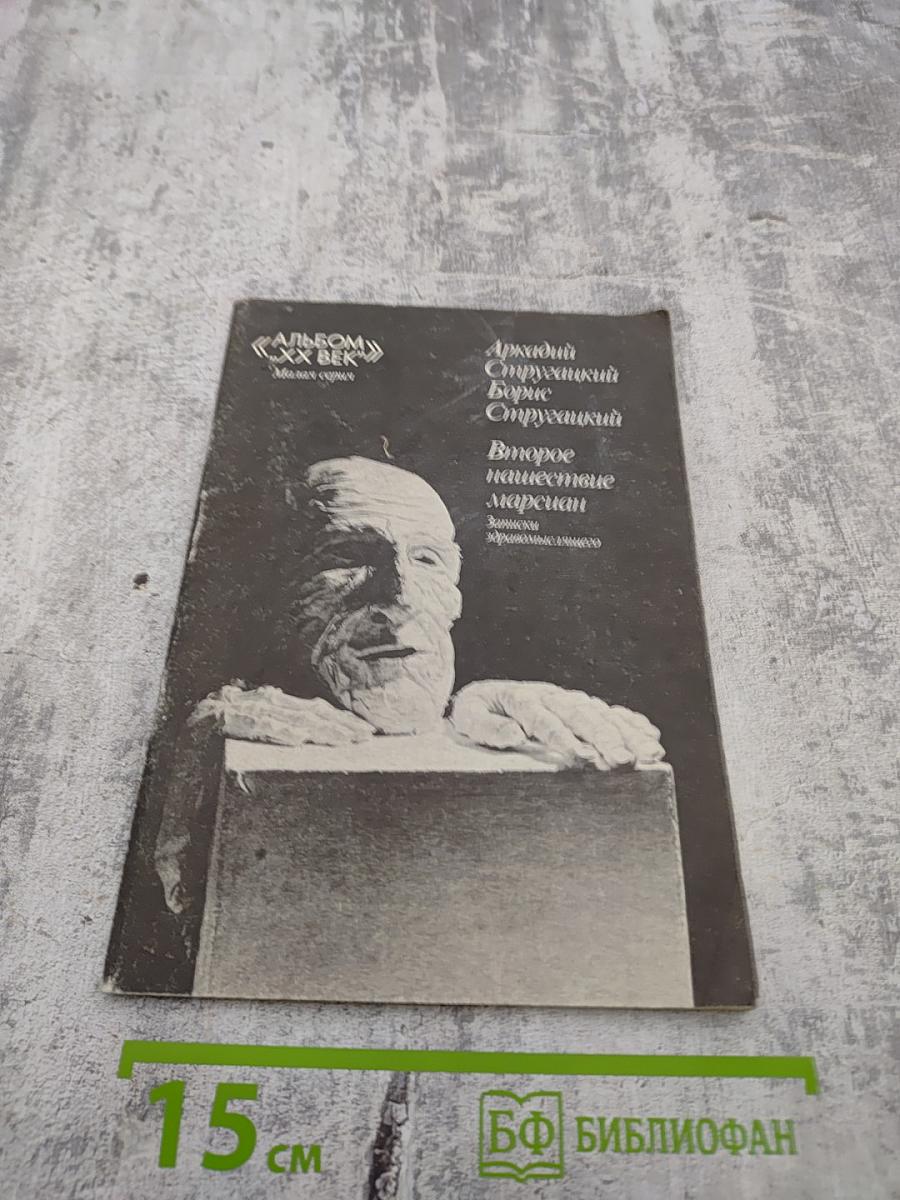 «АЛЬБОМ
„XX ВЕК"»
Малая серия
Аркадий
Стругацкий
Борис
Стругацкий
Второе
нашествие
марсиан
Записки
здравомыслящего
15 см
БФ БИБЛИОФАН